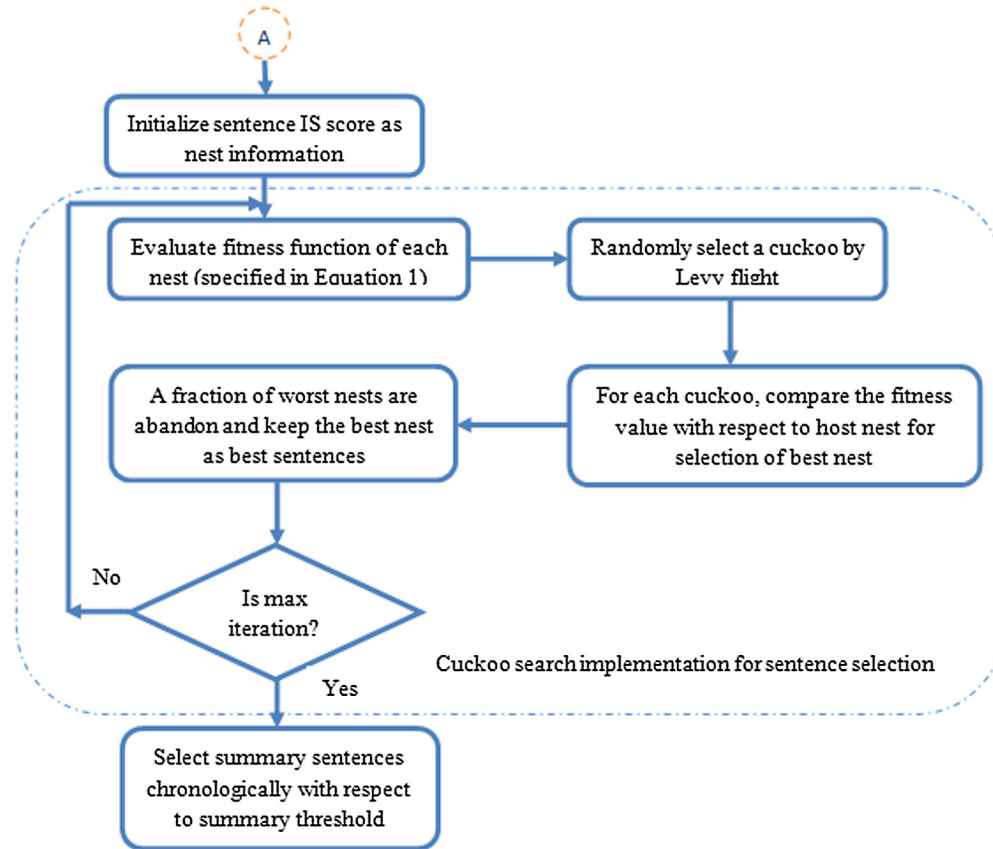 A
Initialize sentence IS score as
nest information
Evaluate fitness function of each
nest (specified in Equation 1)
Randomly select a cuckoo by
Levy flight
For each cuckoo, compare the fitness
value with respect to host nest for
selection of best nest
A fraction of worst nests are
abandon and keep the best nest
as best sentences
No
Is max
iteration?
Cuckoo search implementation for sentence selection
Yes
Select summary sentences
chronologically with respect
to summary threshold